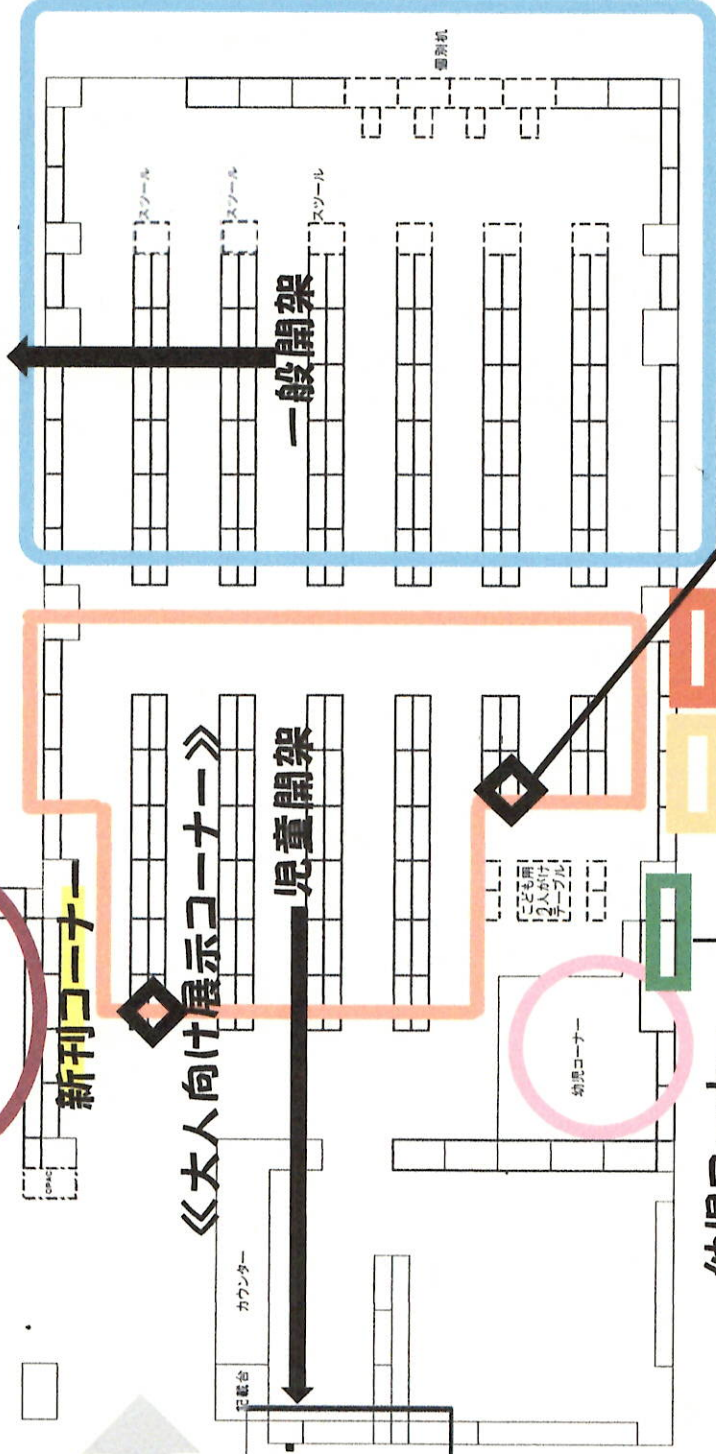 個別机
スツール
スツール
スツール
一般開架
新刊コーナー
≪大人向け展示コーナー≫
児童開架
こども用
2人がけ
テーブル
幼児コーナー
OPAC
カウンター
記載台